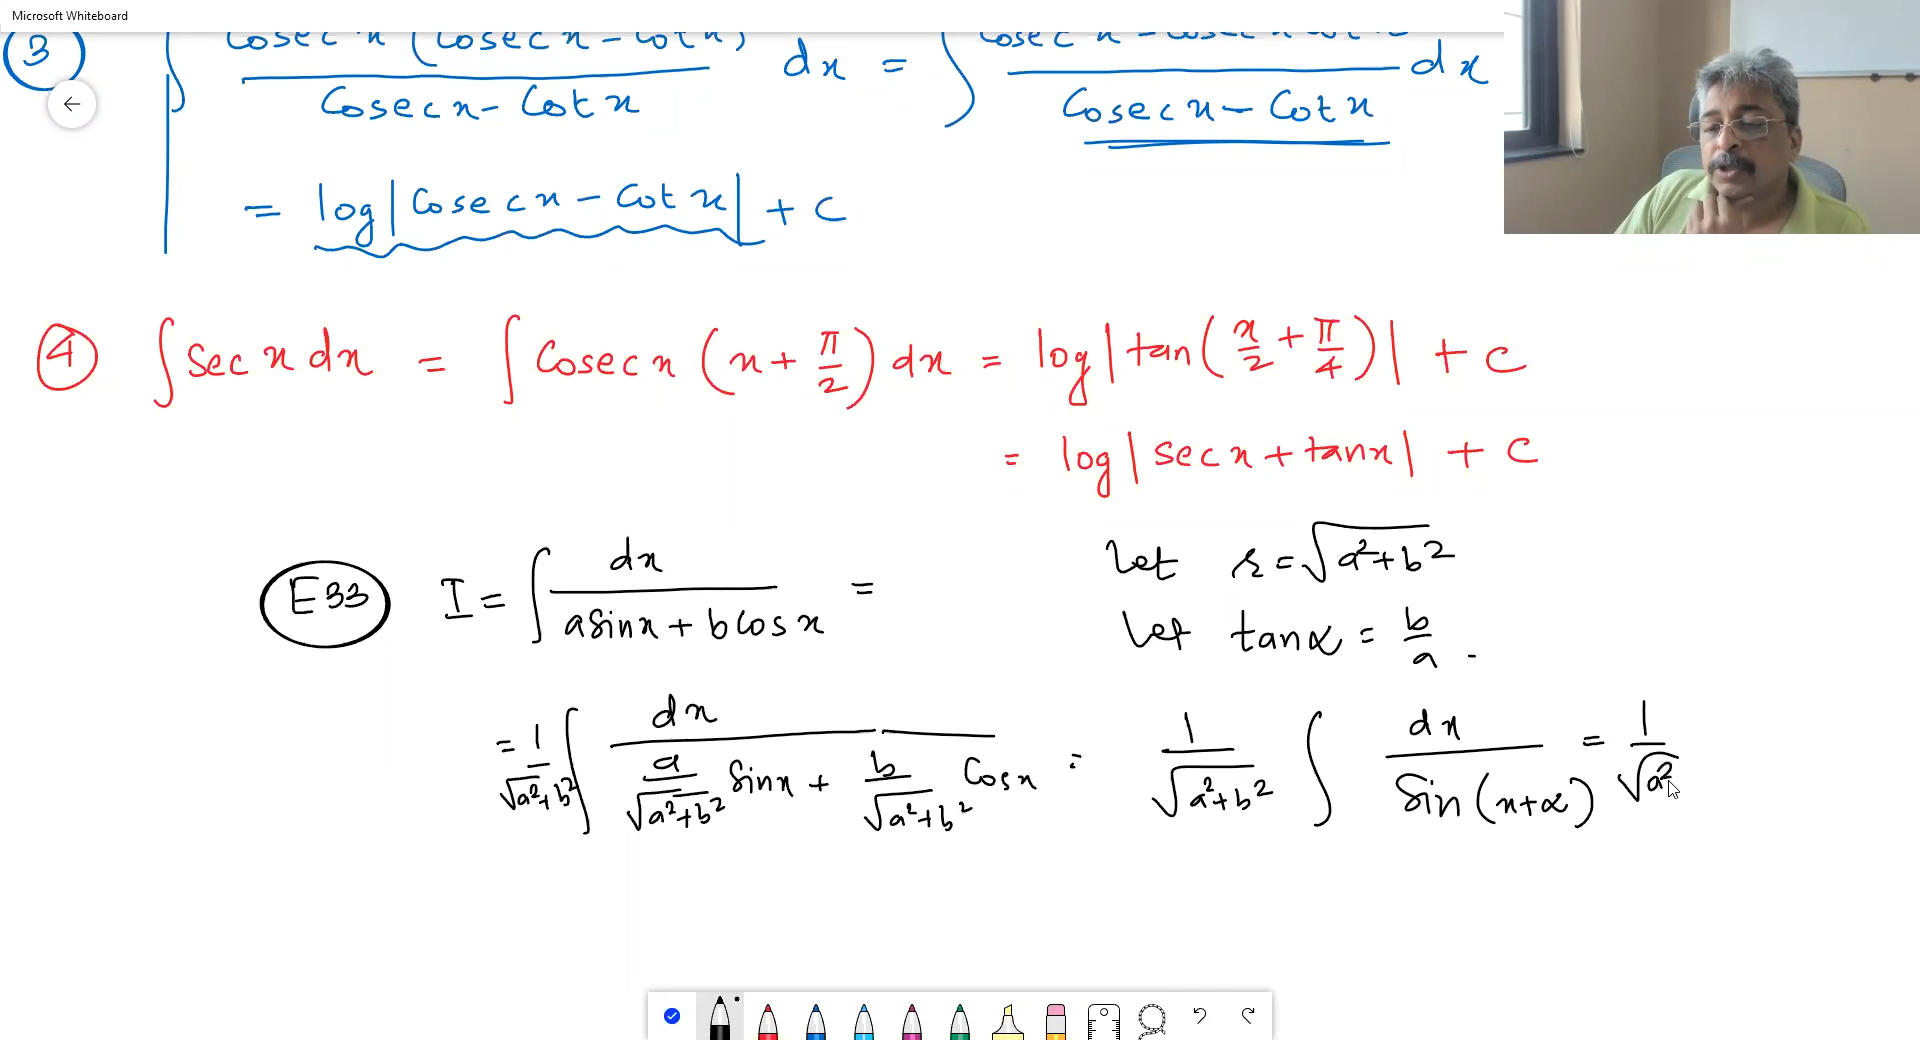 Microsoft Whiteboard
3 ∫ Cosec x (Cosec x - Cot x) / Cosec x - Cot x dx = ∫ / Cosec x - Cot x dx
= log|Cosec x - Cot x| + C
4 ∫ Sec x dx = ∫ Cosec x (x + π/2) dx = log|tan(x/2 + π/4)| + C
= log|sec x + tan x| + C
E33 I = ∫ dx / a Sin x + b Cos x =
Let r = √a²+b²
Let tan α = b/a .
= 1/√a²+b² ∫ dx / a/√a²+b² Sin x + b/√a²+b² Cos x = 1/√a²+b² ∫ dx / Sin(x+α) = 1/√a²